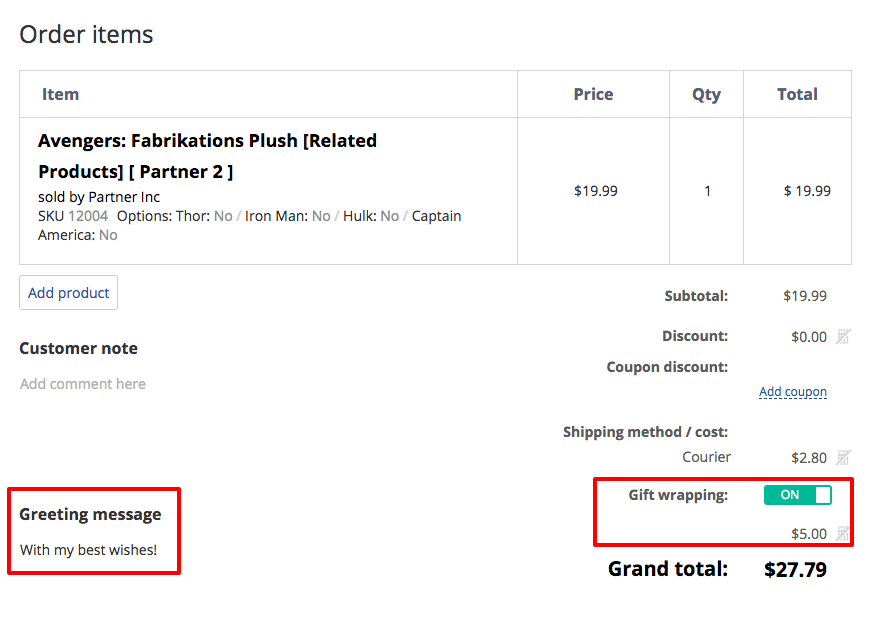 Order items
Item Price Qty Total
Avengers: Fabrikations Plush [Related
Products] [ Partner 2 ]
sold by Partner Inc
SKU 12004 Options: Thor: No / Iron Man: No / Hulk: No / Captain
America: No
$19.99 1 $ 19.99
Add product
Subtotal: $19.99
Discount: $0.00
Customer note
Coupon discount:
Add comment here
Add coupon
Shipping method / cost:
Courier $2.80
Gift wrapping: ON
Greeting message
$5.00
With my best wishes!
Grand total: $27.79